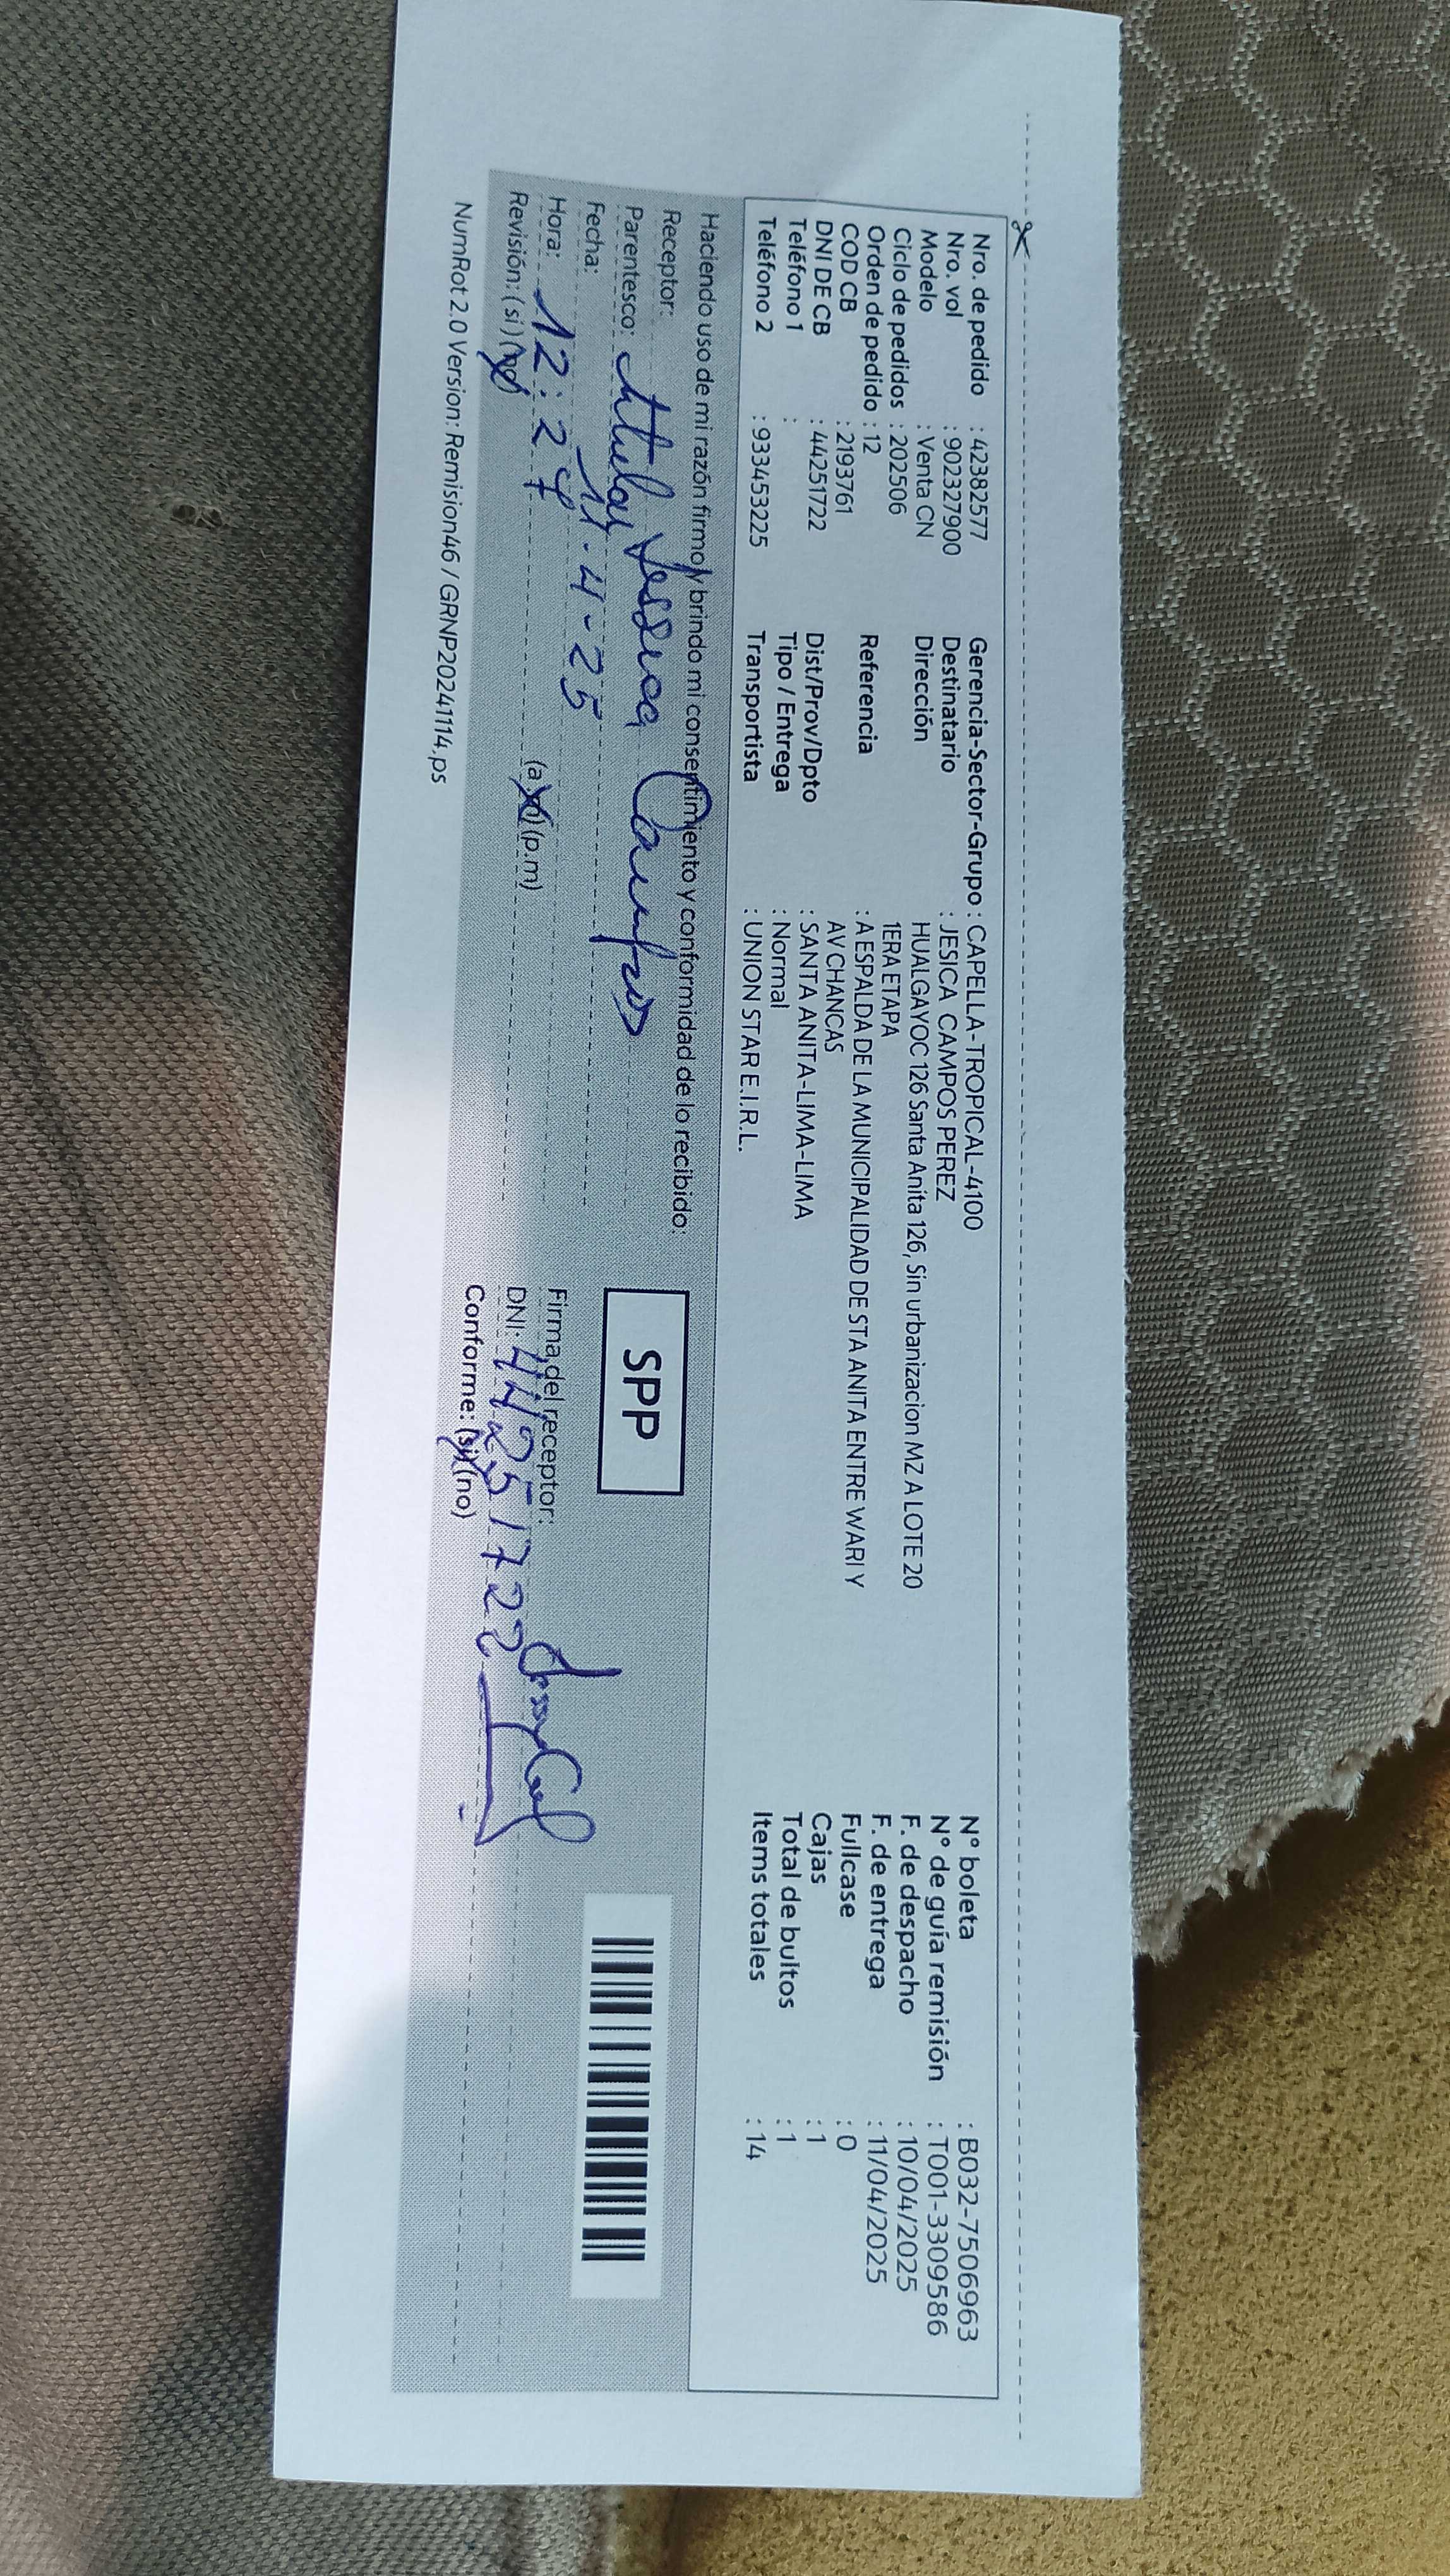 Nro. de pedido : 42382577
Nro. vol : 902327900
Modelo : Venta CN
Ciclo de pedidos : 202506
Orden de pedido : 12
COD CB : 2193761
DNI DE CB : 44251722
Teléfono 1 :
Teléfono 2 : 933453225
Gerencia-Sector-Grupo : CAPELLA-TROPICAL-4100
Destinatario : JESICA CAMPOS PEREZ
Dirección HUALGAYOC 126 Santa Anita 126, Sin urbanizacion MZ A LOTE 20
1ERA ETAPA
Referencia : A ESPALDA DE LA MUNICIPALIDAD DE STA ANITA ENTRE WARI Y
AV CHANCAS
Dist/Prov/Dpto : SANTA ANITA-LIMA-LIMA
Tipo / Entrega : Normal
Transportista : UNION STAR E.I.R.L.
N° boleta : B032-7506963
N° de guía remisión : T001-3309586
F. de despacho : 10/04/2025
F. de entrega : 11/04/2025
Fullcase : 0
Cajas : 1
Total de bultos : 1
Items totales : 14
Haciendo uso de mi razón firmo y brindo mi consentimiento y conformidad de lo recibido:
Receptor:
Parentesco: titular Jessica Campos
Fecha: 11-4-25
Hora: 12:27 (a.m) (p.m)
Revisión: (si) (no)
SPP
Firma del receptor:
DNI: 44251722
Conforme: (si) (no)
NumRot 2.0 Version: Remision46 / GRNP20241114.ps